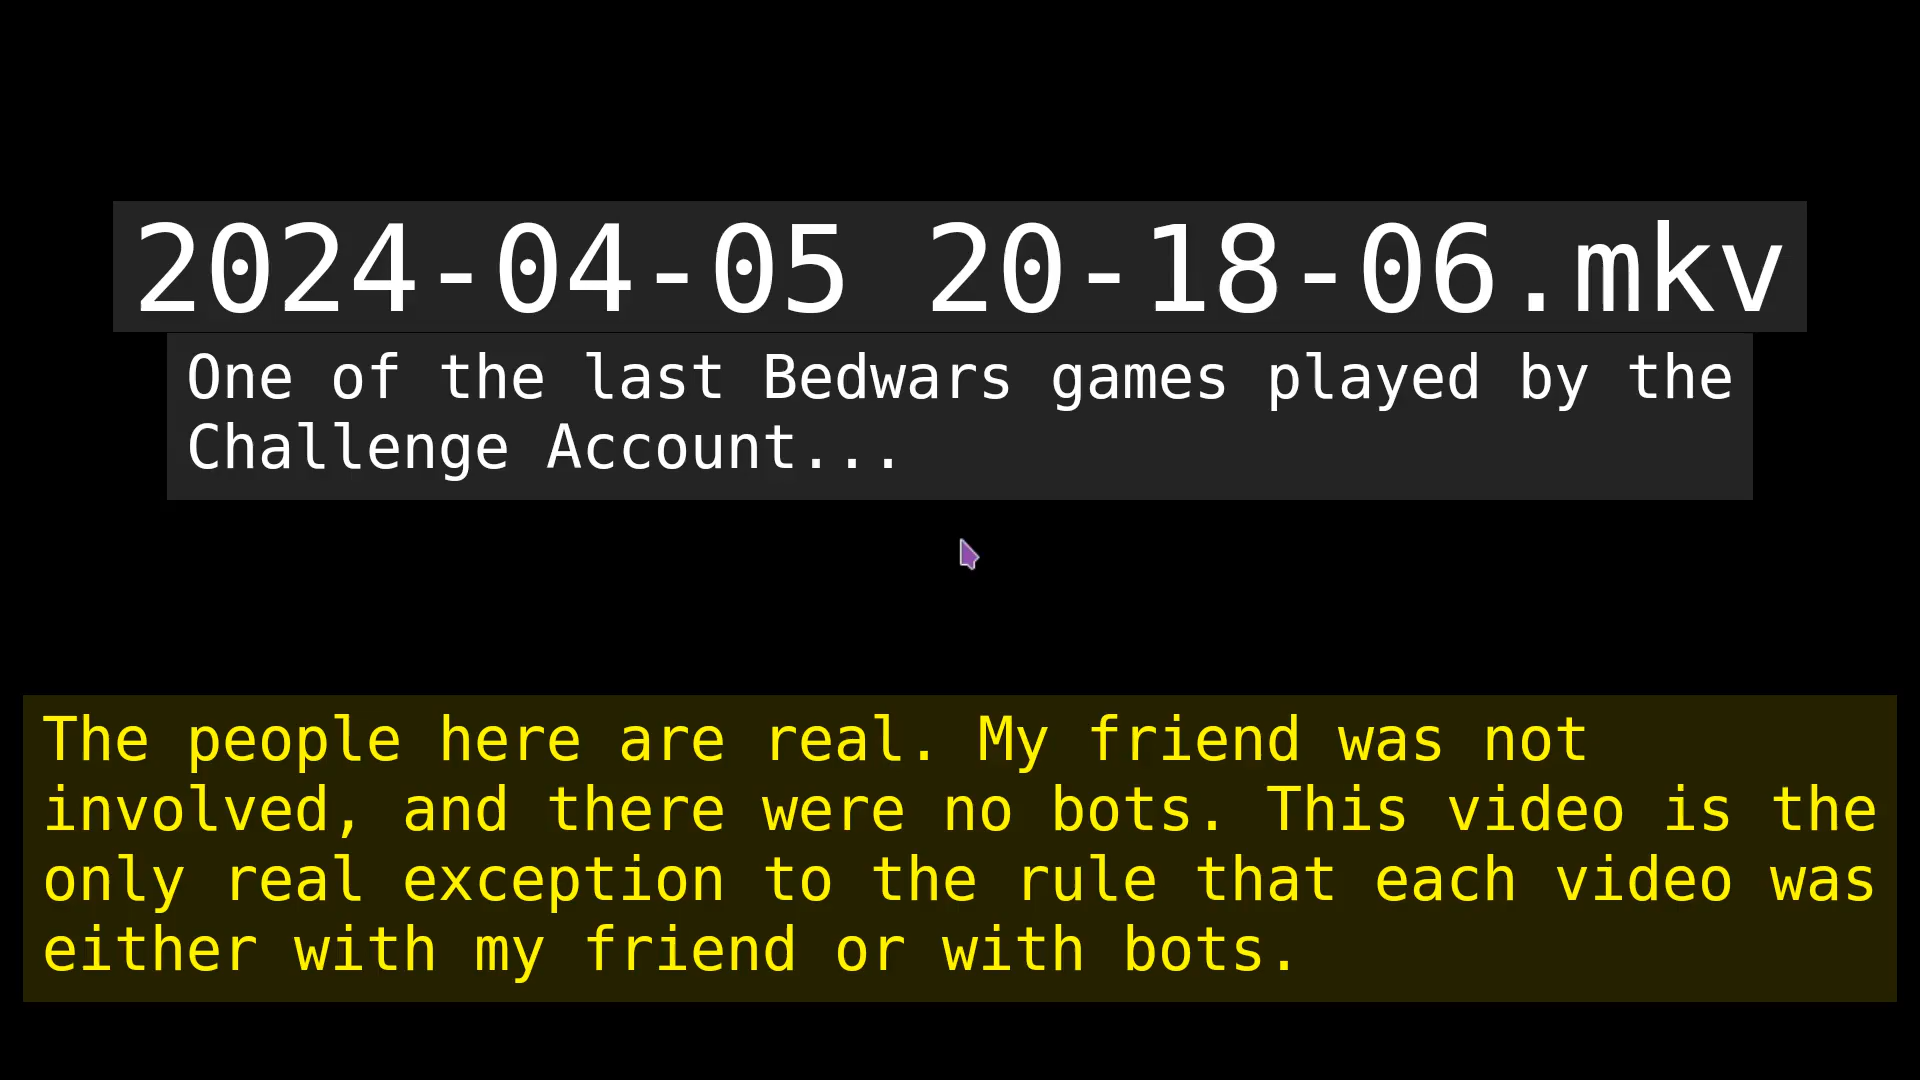 2024-04-05 20-18-06.mkv
One of the last Bedwars games played by the
Challenge Account...
The people here are real. My friend was not
involved, and there were no bots. This video is the
only real exception to the rule that each video was
either with my friend or with bots.